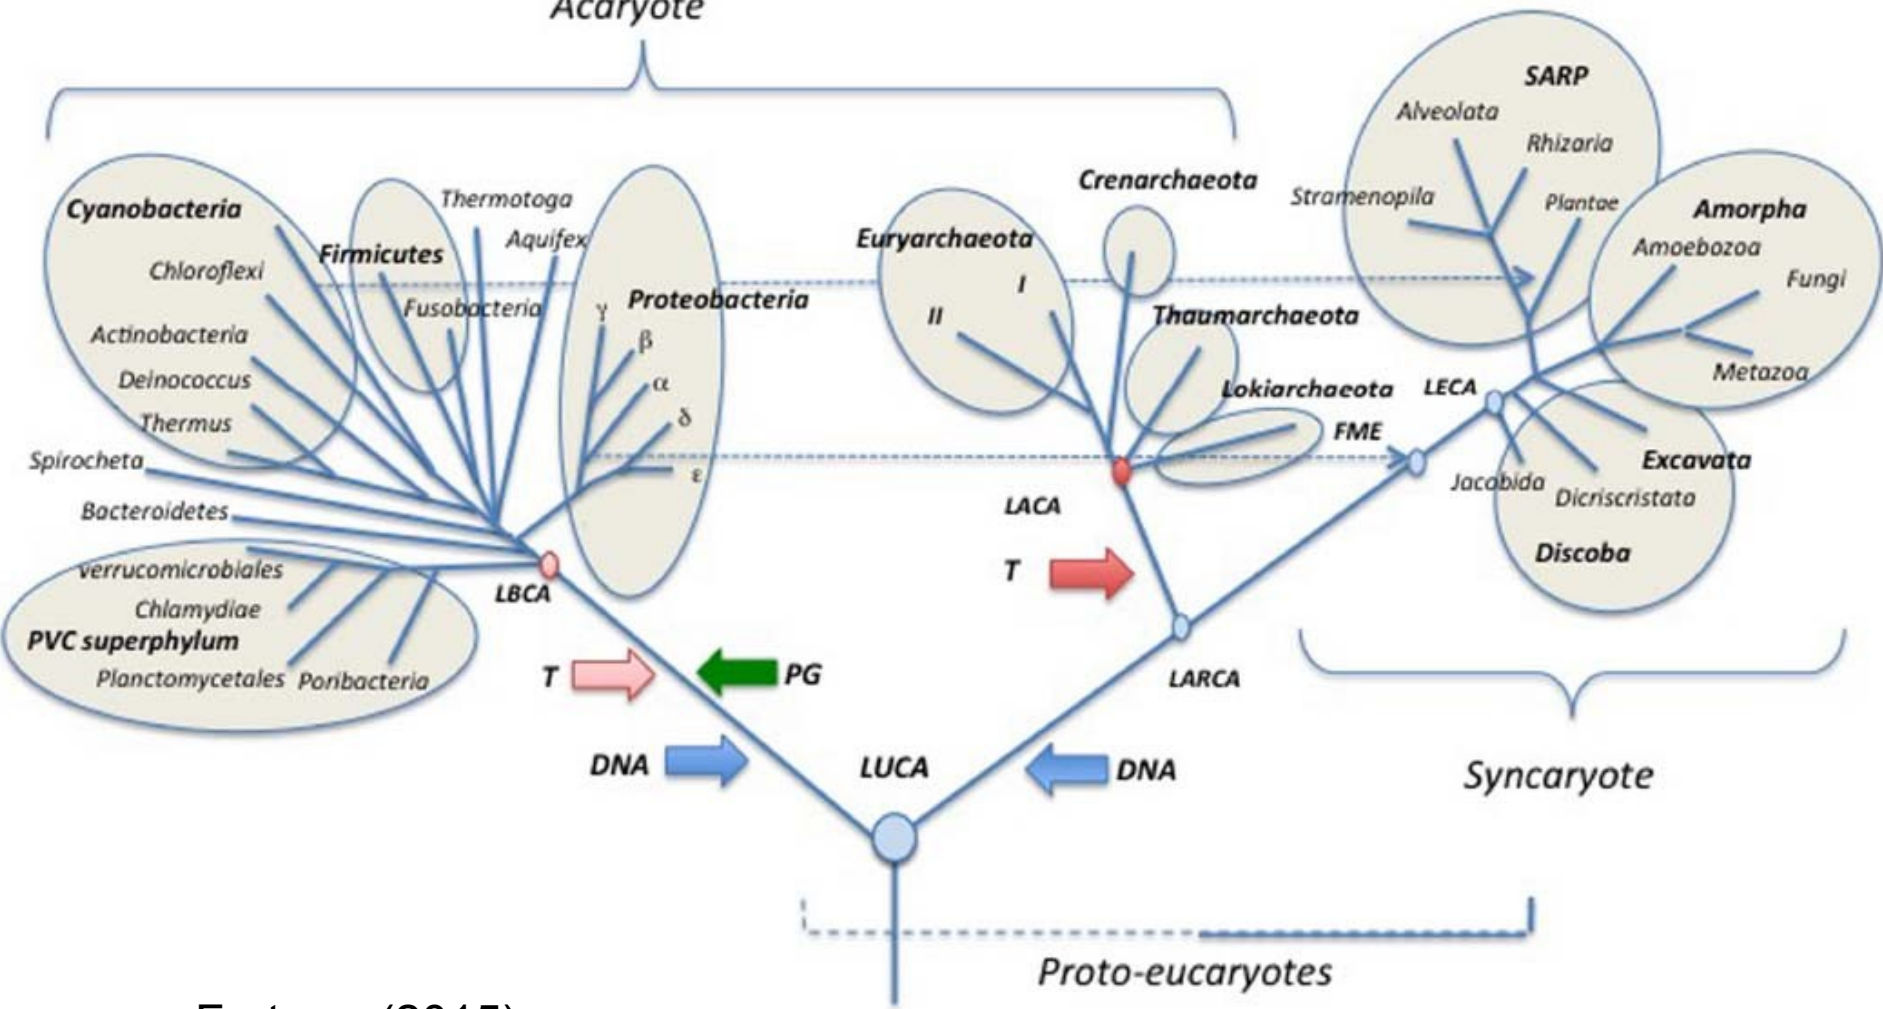 Acaryote
SARP
Alveolata
Rhizaria
Stramenopila
Plantae
Amorpha
Amoebozoa
Fungi
Metazoa
Crenarchaeota
Euryarchaeota
I
II
Thaumarchaeota
Lokiarchaeota
LECA
FME
Excavata
Jacobida
Dicriscristata
Discoba
Cyanobacteria
Chloroflexi
Actinobacteria
Deinococcus
Thermus
Spirocheta
Bacteroidetes
Firmicutes
Thermotoga
Aquifex
Fusobacteria
Proteobacteria
γ
β
α
δ
ε
verrucomicrobiales
Chlamydiae
PVC superphylum
Planctomycetales
Poribacteria
LBCA
LACA
T
LARCA
T
PG
DNA
LUCA
DNA
Syncaryote
Proto-eucaryotes
(2015)